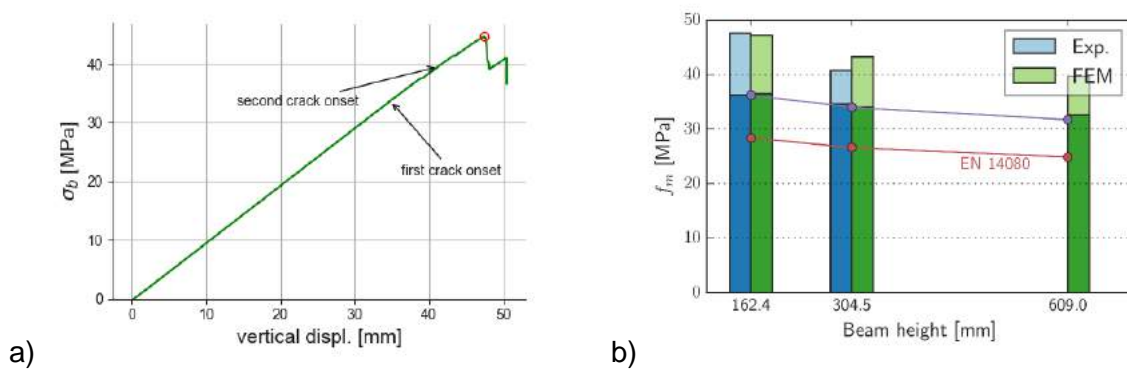 a)
σb [MPa]
40
30
20
10
0
second crack onset
first crack onset
0 10 20 30 40 50
vertical displ. [mm]
b)
fm [MPa]
50
40
30
20
10
0
Exp.
FEM
EN 14080
162.4 304.5 609.0
Beam height [mm]